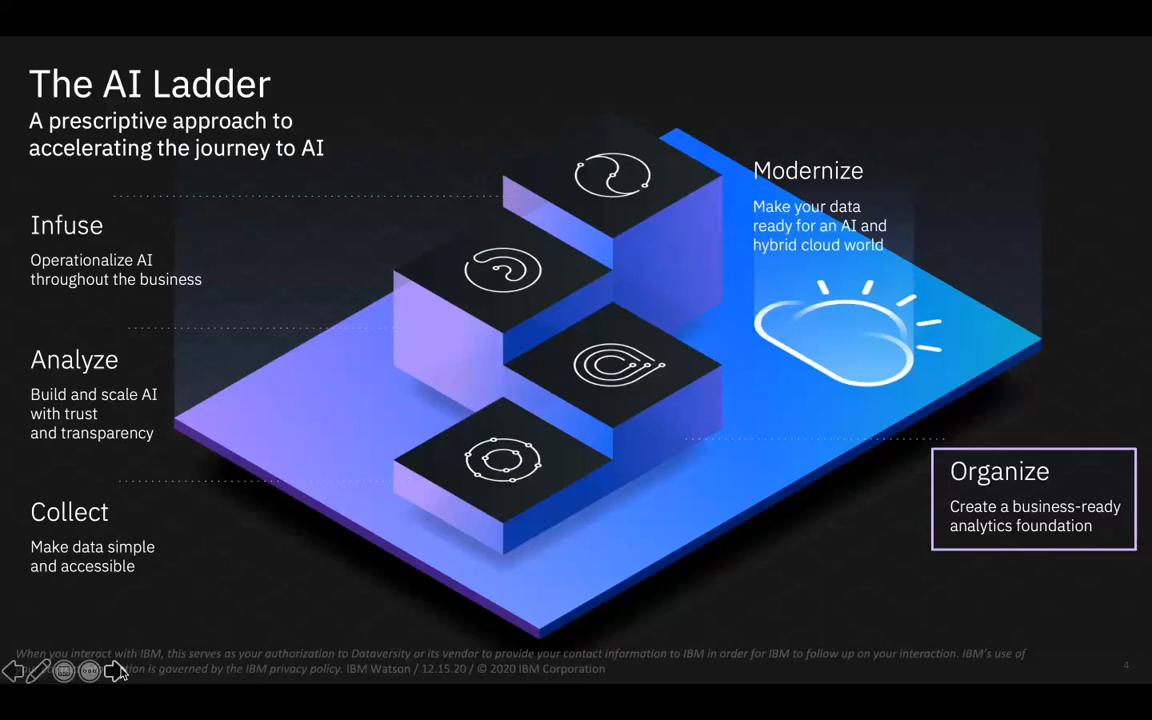 The AI Ladder
A prescriptive approach to
accelerating the journey to AI
Infuse
Operationalize AI
throughout the business
Analyze
Build and scale AI
with trust
and transparency
Collect
Make data simple
and accessible
Modernize
Make your data
ready for an AI and
hybrid cloud world
Organize
Create a business-ready
analytics foundation
When you interact with IBM, this serves as your authorization to Dataversity or its vendor to provide your contact information to IBM in order for IBM to follow up on your interaction. IBM's use of
is governed by the IBM privacy policy. IBM Watson / 12.15.20 / © 2020 IBM Corporation
4